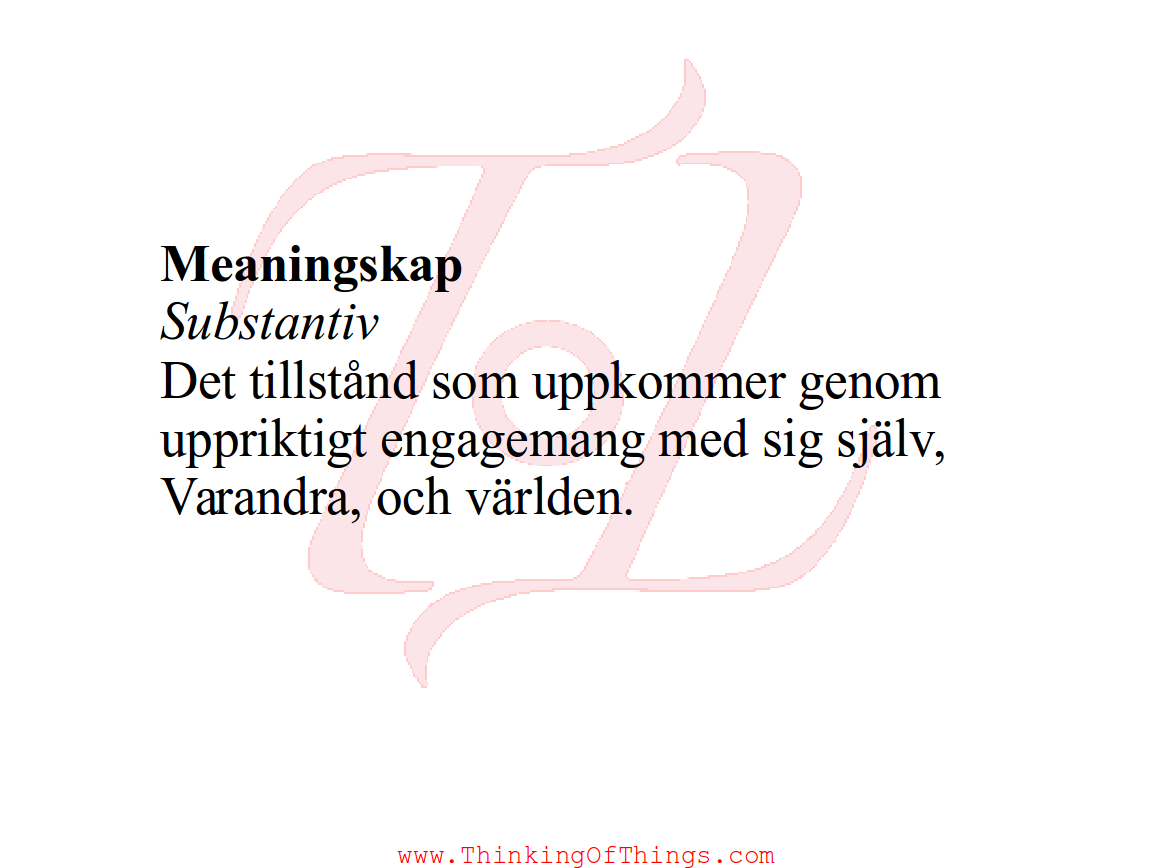 Meaningskap
Substantiv
Det tillstånd som uppkommer genom
uppriktigt engagemang med sig själv,
Varandra, och världen.
www.ThinkingOfThings.com